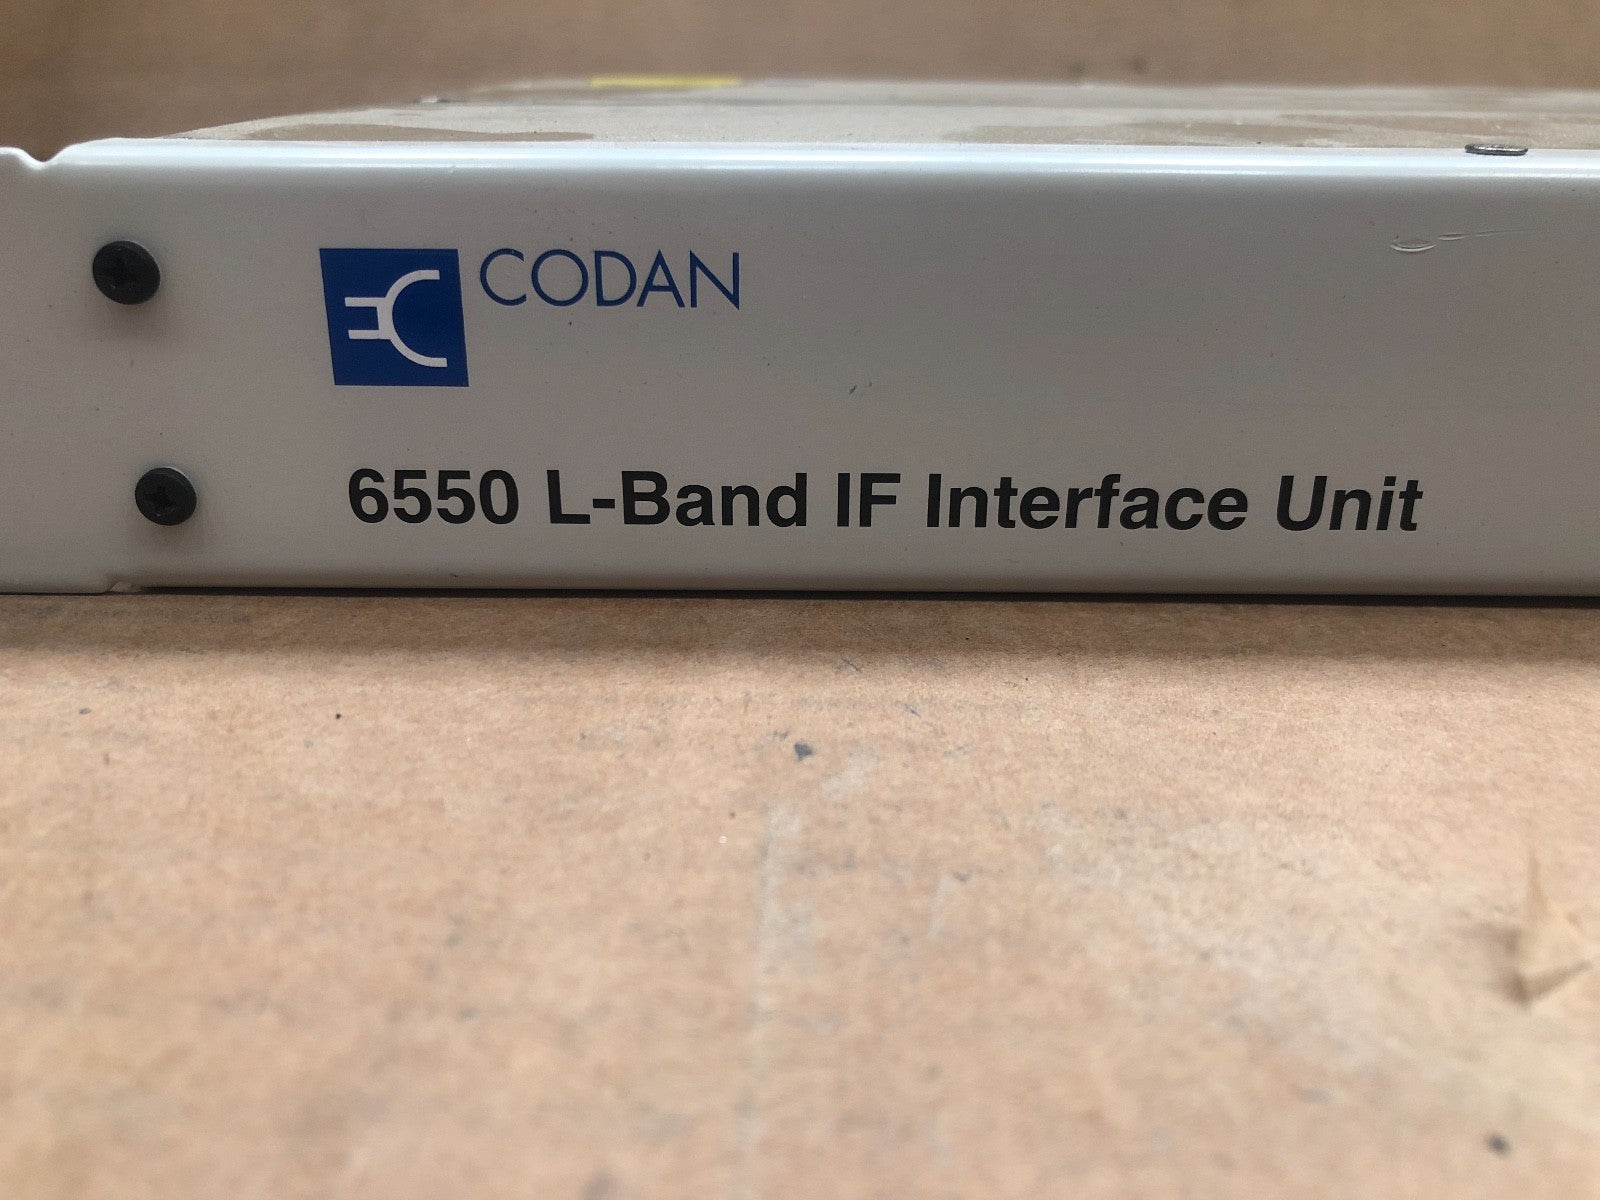 CODAN
6550 L-Band IF Interface Unit